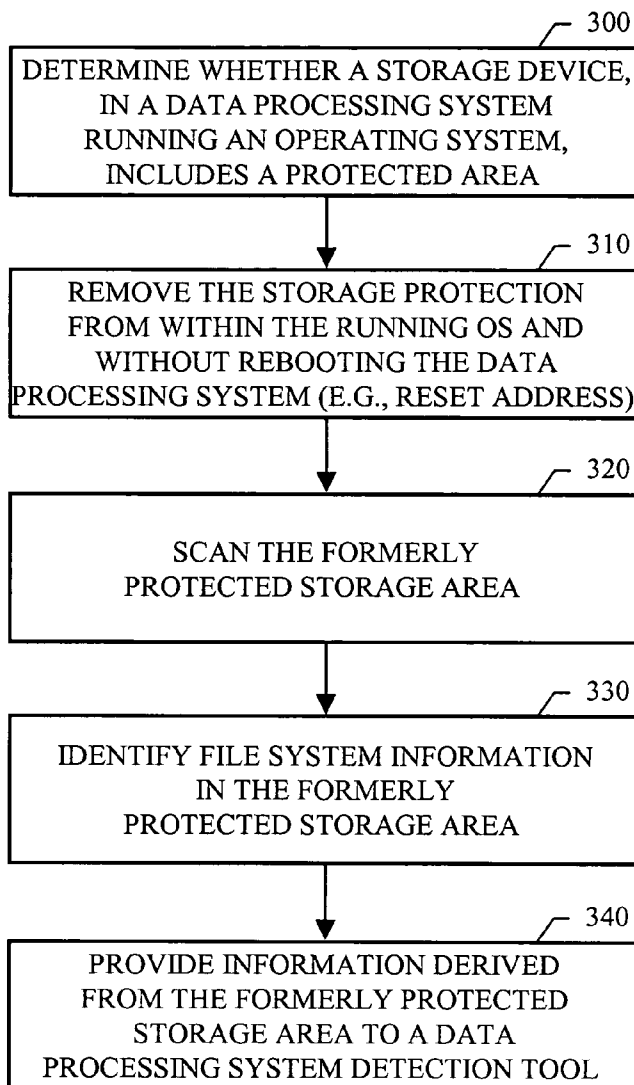 300
DETERMINE WHETHER A STORAGE DEVICE,
IN A DATA PROCESSING SYSTEM
RUNNING AN OPERATING SYSTEM,
INCLUDES A PROTECTED AREA
310
REMOVE THE STORAGE PROTECTION
FROM WITHIN THE RUNNING OS AND
WITHOUT REBOOTING THE DATA
PROCESSING SYSTEM (E.G., RESET ADDRESS)
320
SCAN THE FORMERLY
PROTECTED STORAGE AREA
330
IDENTIFY FILE SYSTEM INFORMATION
IN THE FORMERLY
PROTECTED STORAGE AREA
340
PROVIDE INFORMATION DERIVED
FROM THE FORMERLY PROTECTED
STORAGE AREA TO A DATA
PROCESSING SYSTEM DETECTION TOOL